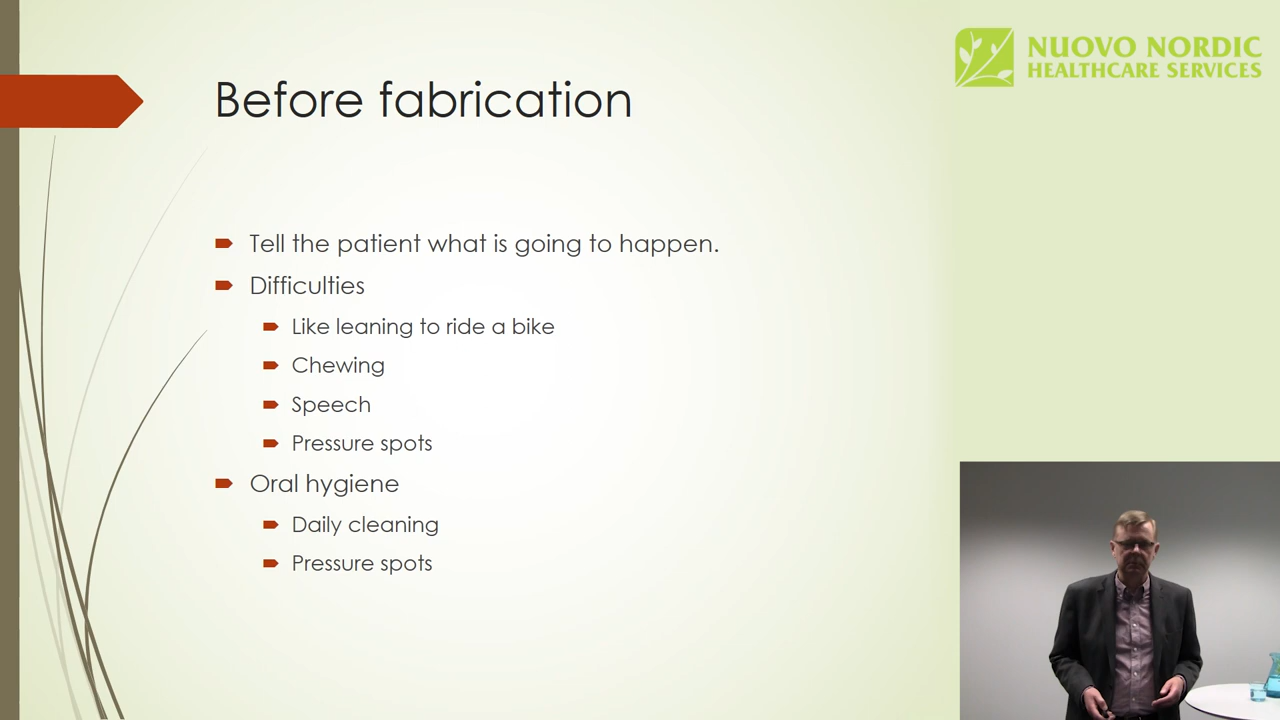 Before fabrication
NUOVO NORDIC
HEALTHCARE SERVICES
Tell the patient what is going to happen.
Difficulties
Like leaning to ride a bike
Chewing
Speech
Pressure spots
Oral hygiene
Daily cleaning
Pressure spots